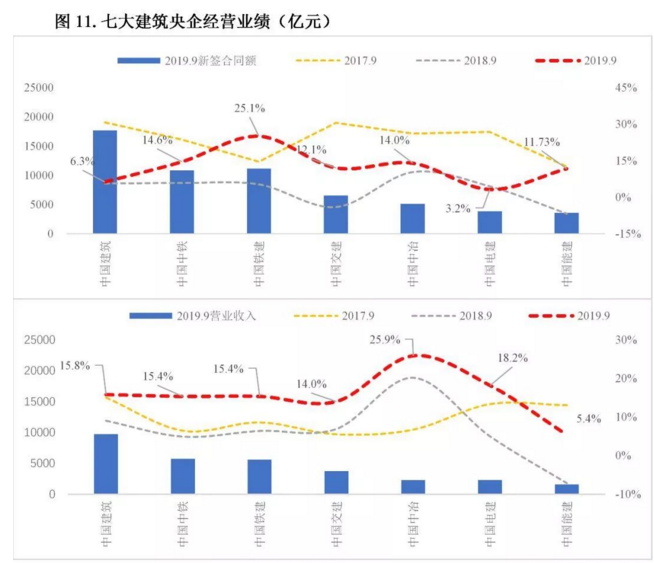 图 11. 七大建筑央企经营业绩（亿元）
2019.9新签合同额 2017.9 2018.9 2019.9
25000 45%
20000 30%
15000 15%
10000 0%
5000 -15%
0
6.3% 14.6% 25.1% 12.1% 14.0% 3.2% 11.73%
中国建筑 中国中铁 中国铁建 中国交建 中国中冶 中国电建 中国能建
2019.9营业收入 2017.9 2018.9 2019.9
25000 30%
20000 20%
15000 10%
10000 0%
5000 -10%
0
15.8% 15.4% 15.4% 14.0% 25.9% 18.2% 5.4%
中国建筑 中国中铁 中国铁建 中国交建 中国中冶 中国电建 中国能建